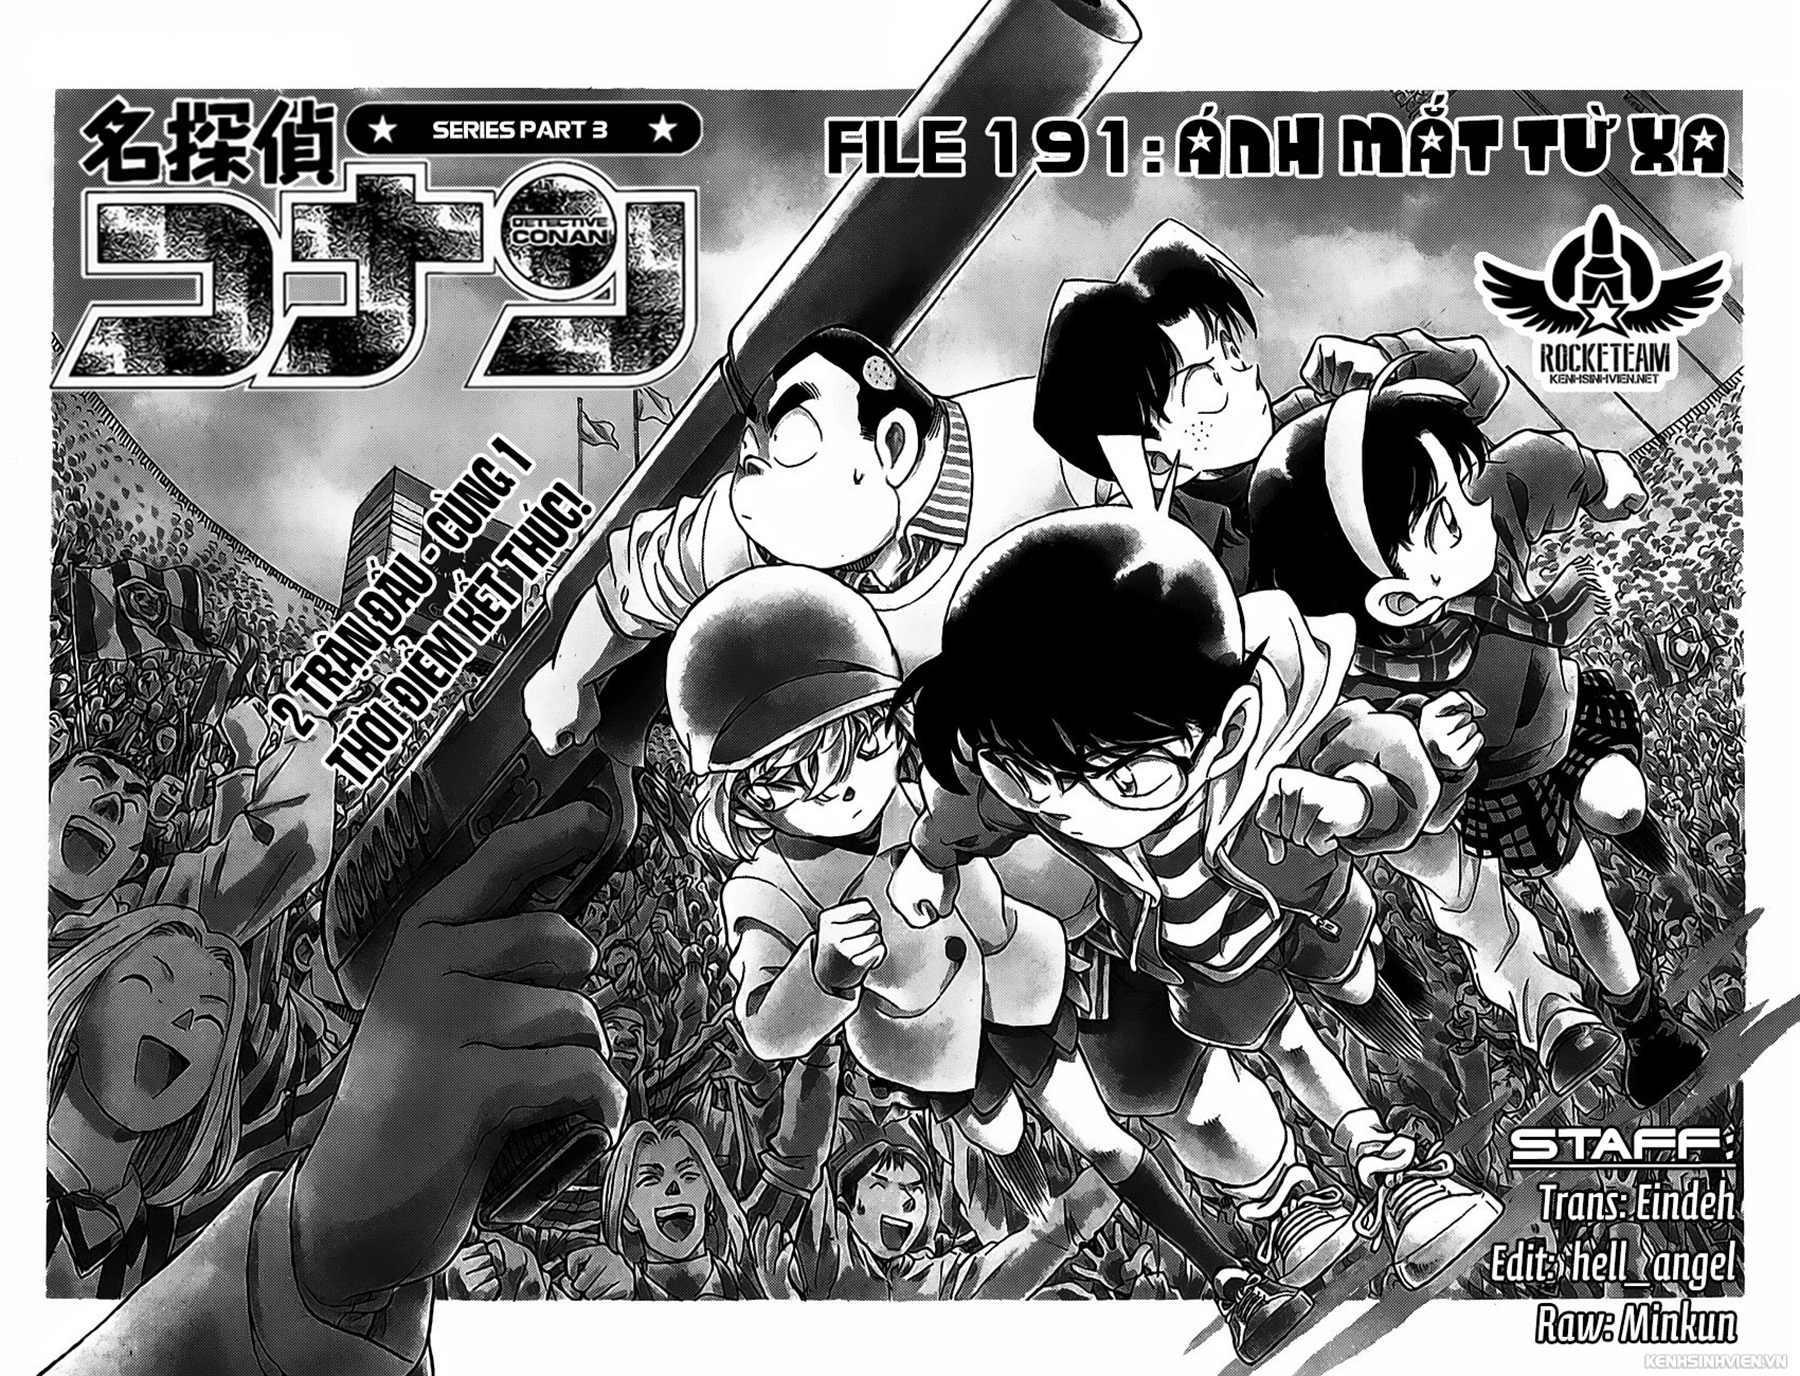 名探偵
SERIES PART 3
コナン
DETECTIVE
CONAN
FILE 191: ÁNH MẮT TỪ XA
ROCKETEAM
KENHSINHVIEN.NET
2 TRẬN ĐẤU - CÙNG 1
THỜI ĐIỂM KẾT THÚC!
STAFF:
Trans: Eindeh
Edit: hell_angel
Raw: Minkun
KENHSINHVIEN.VN